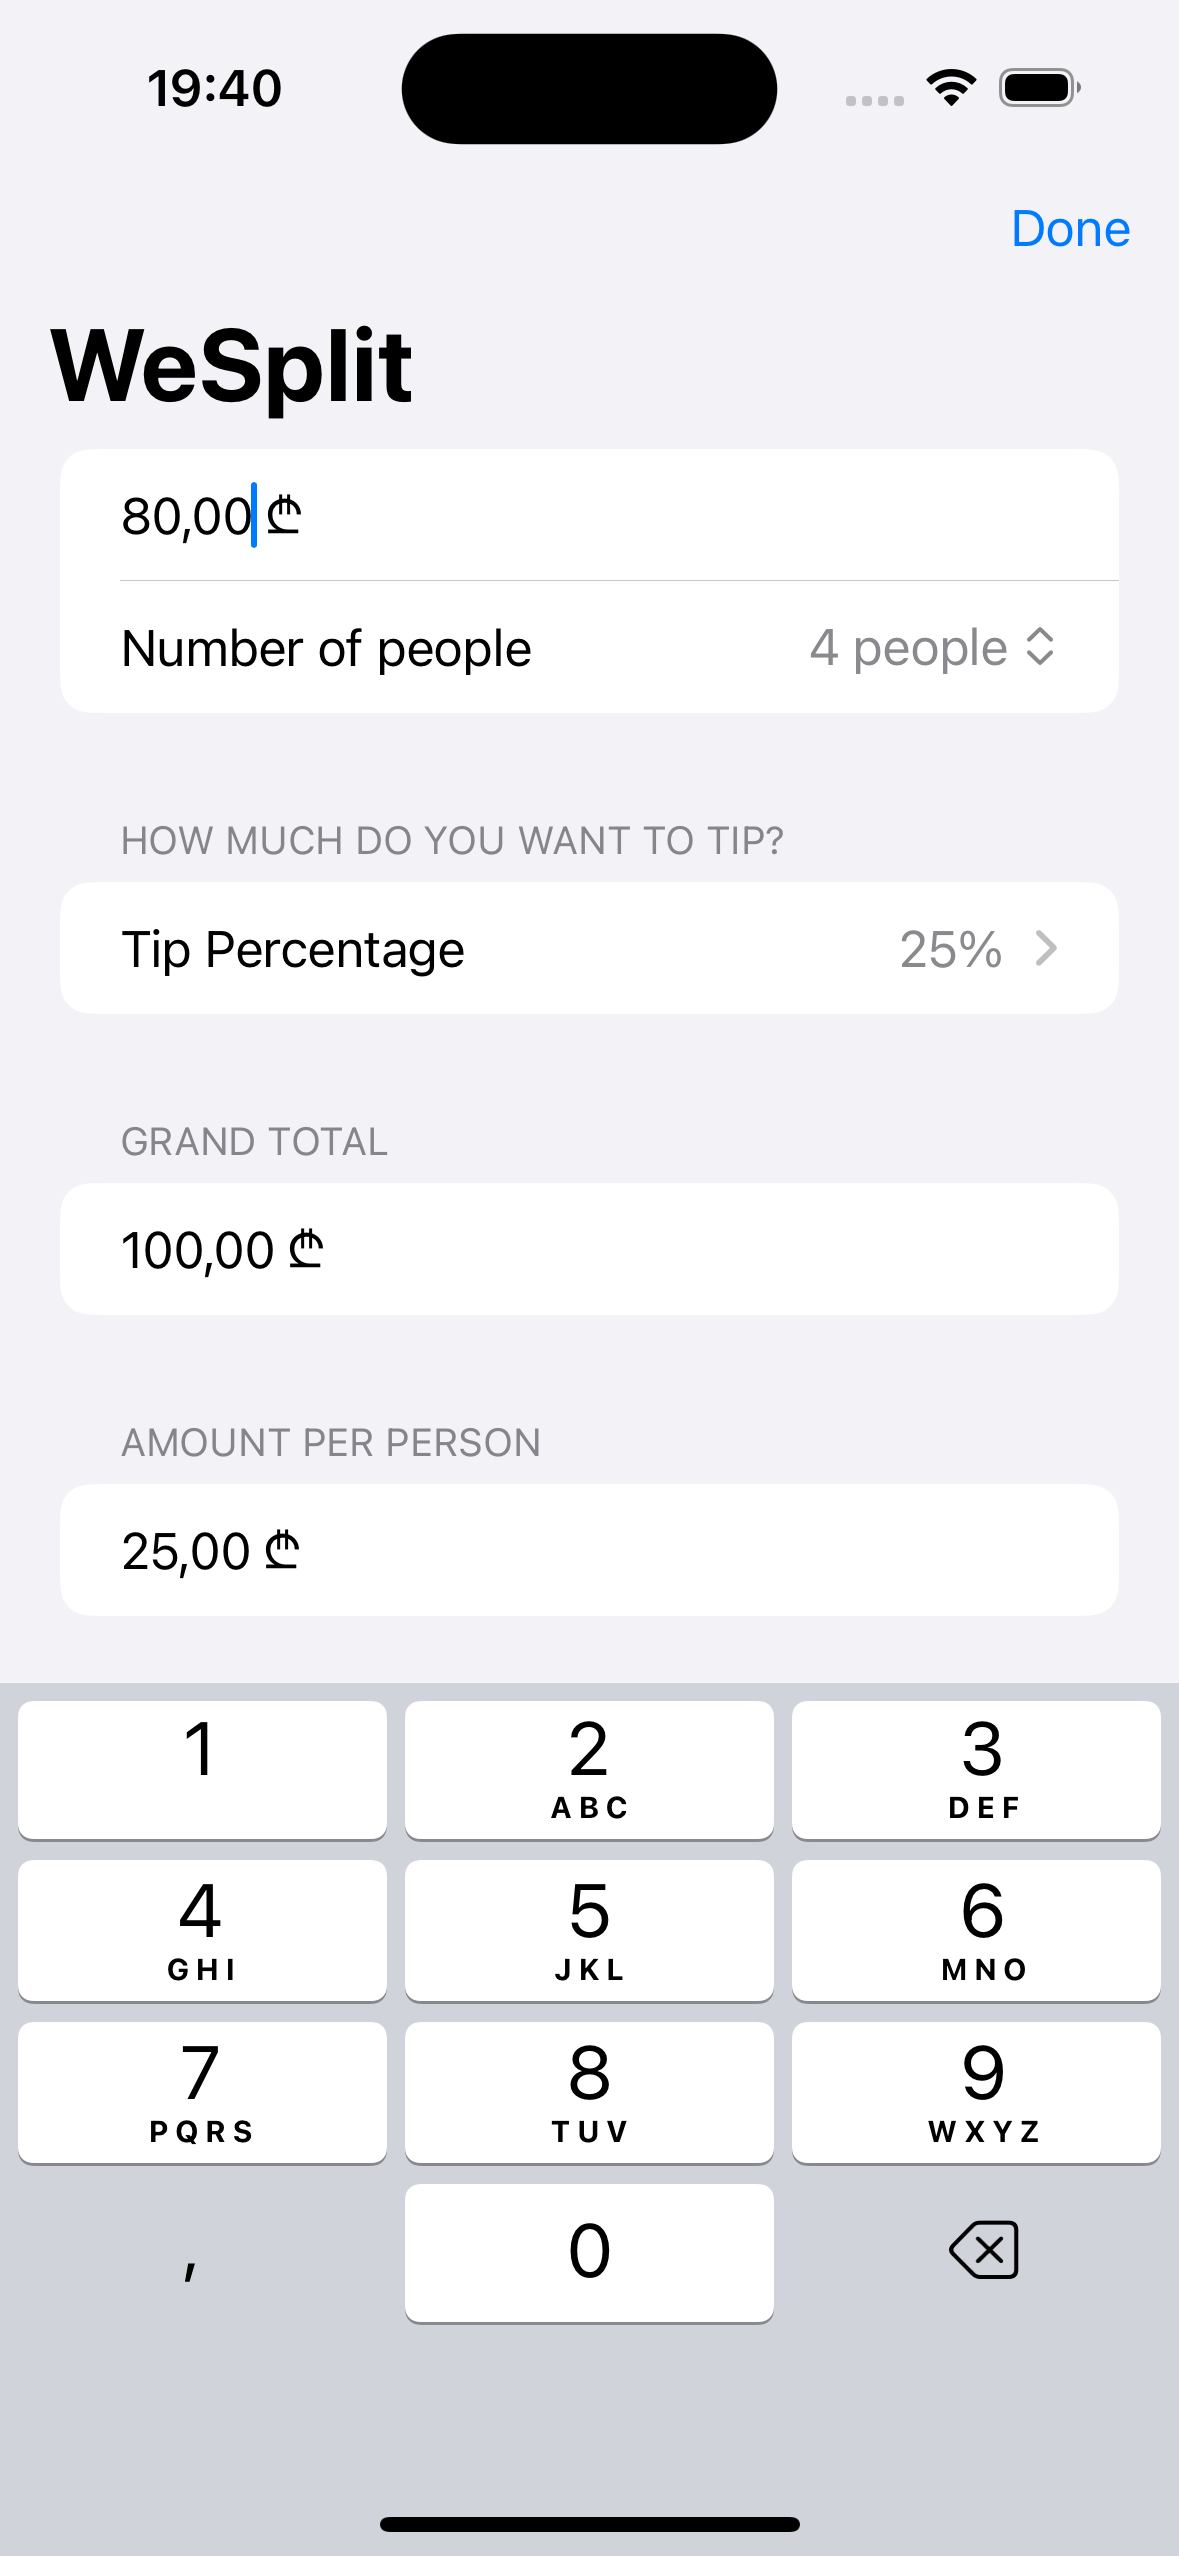 19:40
Done
WeSplit
80,00 ₾
Number of people 4 people
HOW MUCH DO YOU WANT TO TIP?
Tip Percentage 25%
GRAND TOTAL
100,00 ₾
AMOUNT PER PERSON
25,00 ₾
1 2 3
ABC DEF
4 5 6
GHI JKL MNO
7 8 9
PQRS TUV WXYZ
, 0